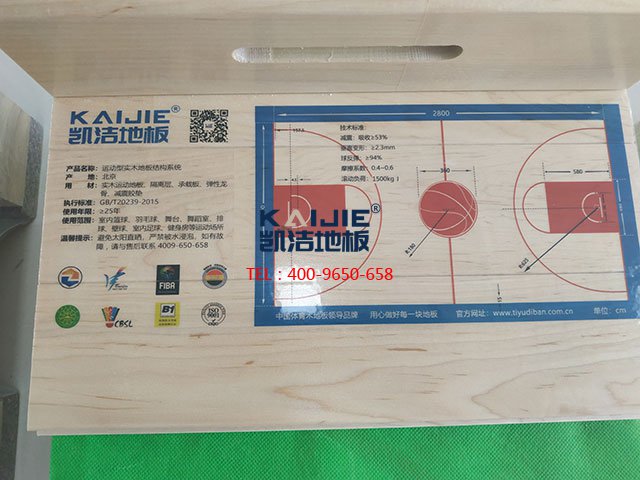 KAIJIE®
凯洁地板
产品名称：运动型实木地板结构系统
产　　地：北京
用　　材：实木运动地板、隔离层、承载板、弹性龙
骨、减震胶垫
执行标准：GB/T20239-2015
使用年限：≥25年
使用范围：室内篮球、羽毛球、舞台、舞蹈室、排
球、壁球、室内足球、健身房等运动场所
温馨提示：避免太阳直晒，严禁被水浸泡，如有故
障，请与售后联系 4009-650-658
FIBA
CBSL
B1
ISO
2800
技术标准:
减震：吸收≥53%
垂直变形：≥2.3mm
球反弹：≥94%
摩擦系数：0.4~0.6
滚动负荷：1500kg
360
580
R:180
KAIJIE®
凯洁地板
TEL：400-9650-658
中国体育木地板领导品牌
用心做好每一块地板
官方网址：www.tiyudiban.com.cn
单位：cm